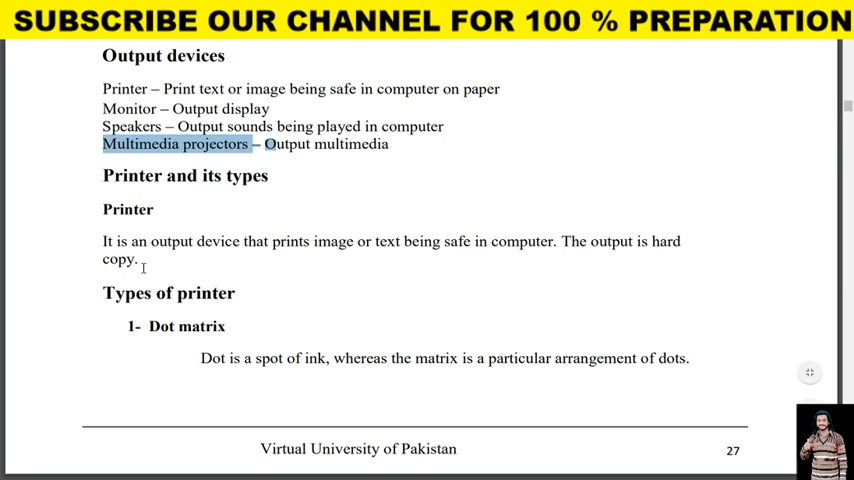 SUBSCRIBE OUR CHANNEL FOR 100 % PREPARATION
Output devices
Printer – Print text or image being safe in computer on paper
Monitor – Output display
Speakers – Output sounds being played in computer
Multimedia projectors – Output multimedia
Printer and its types
Printer
It is an output device that prints image or text being safe in computer. The output is hard
copy.
Types of printer
1- Dot matrix
Dot is a spot of ink, whereas the matrix is a particular arrangement of dots.
Virtual University of Pakistan
27